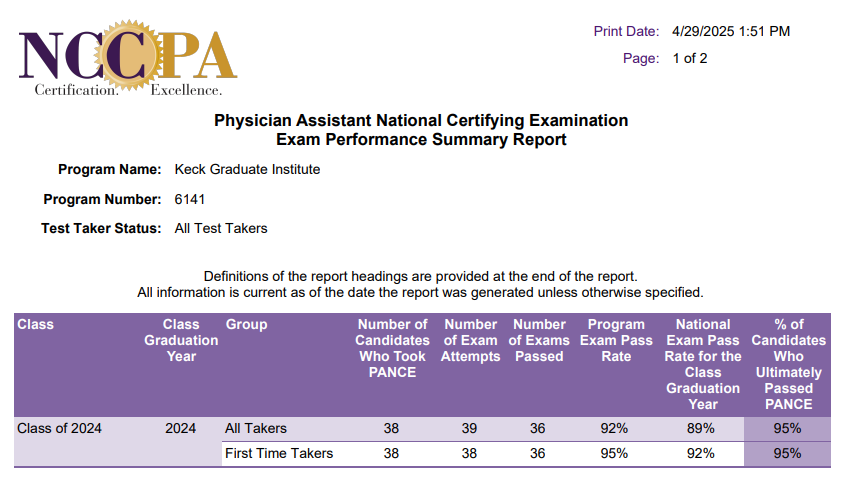 NCCPA
Certification. Excellence.
Print Date: 4/29/2025 1:51 PM
Page: 1 of 2
Physician Assistant National Certifying Examination
Exam Performance Summary Report
Program Name: Keck Graduate Institute
Program Number: 6141
Test Taker Status: All Test Takers
Definitions of the report headings are provided at the end of the report.
All information is current as of the date the report was generated unless otherwise specified.
Class
Class Graduation Year
Group
Number of Candidates Who Took PANCE
Number of Exam Attempts
Number of Exams Passed
Program Exam Pass Rate
National Exam Pass Rate for the Class Graduation Year
% of Candidates Who Ultimately Passed PANCE
Class of 2024 2024 All Takers 38 39 36 92% 89% 95%
First Time Takers 38 38 36 95% 92% 95%